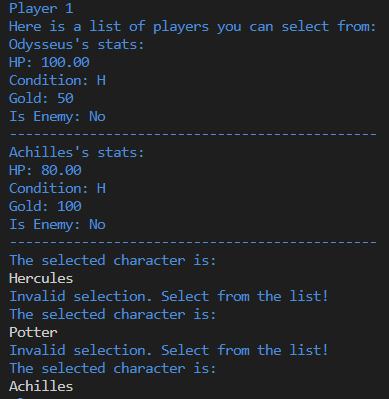 Player 1
Here is a list of players you can select from:
Odysseus's stats:
HP: 100.00
Condition: H
Gold: 50
Is Enemy: No
----------------------------------------------
Achilles's stats:
HP: 80.00
Condition: H
Gold: 100
Is Enemy: No
----------------------------------------------
The selected character is:
Hercules
Invalid selection. Select from the list!
The selected character is:
Potter
Invalid selection. Select from the list!
The selected character is:
Achilles